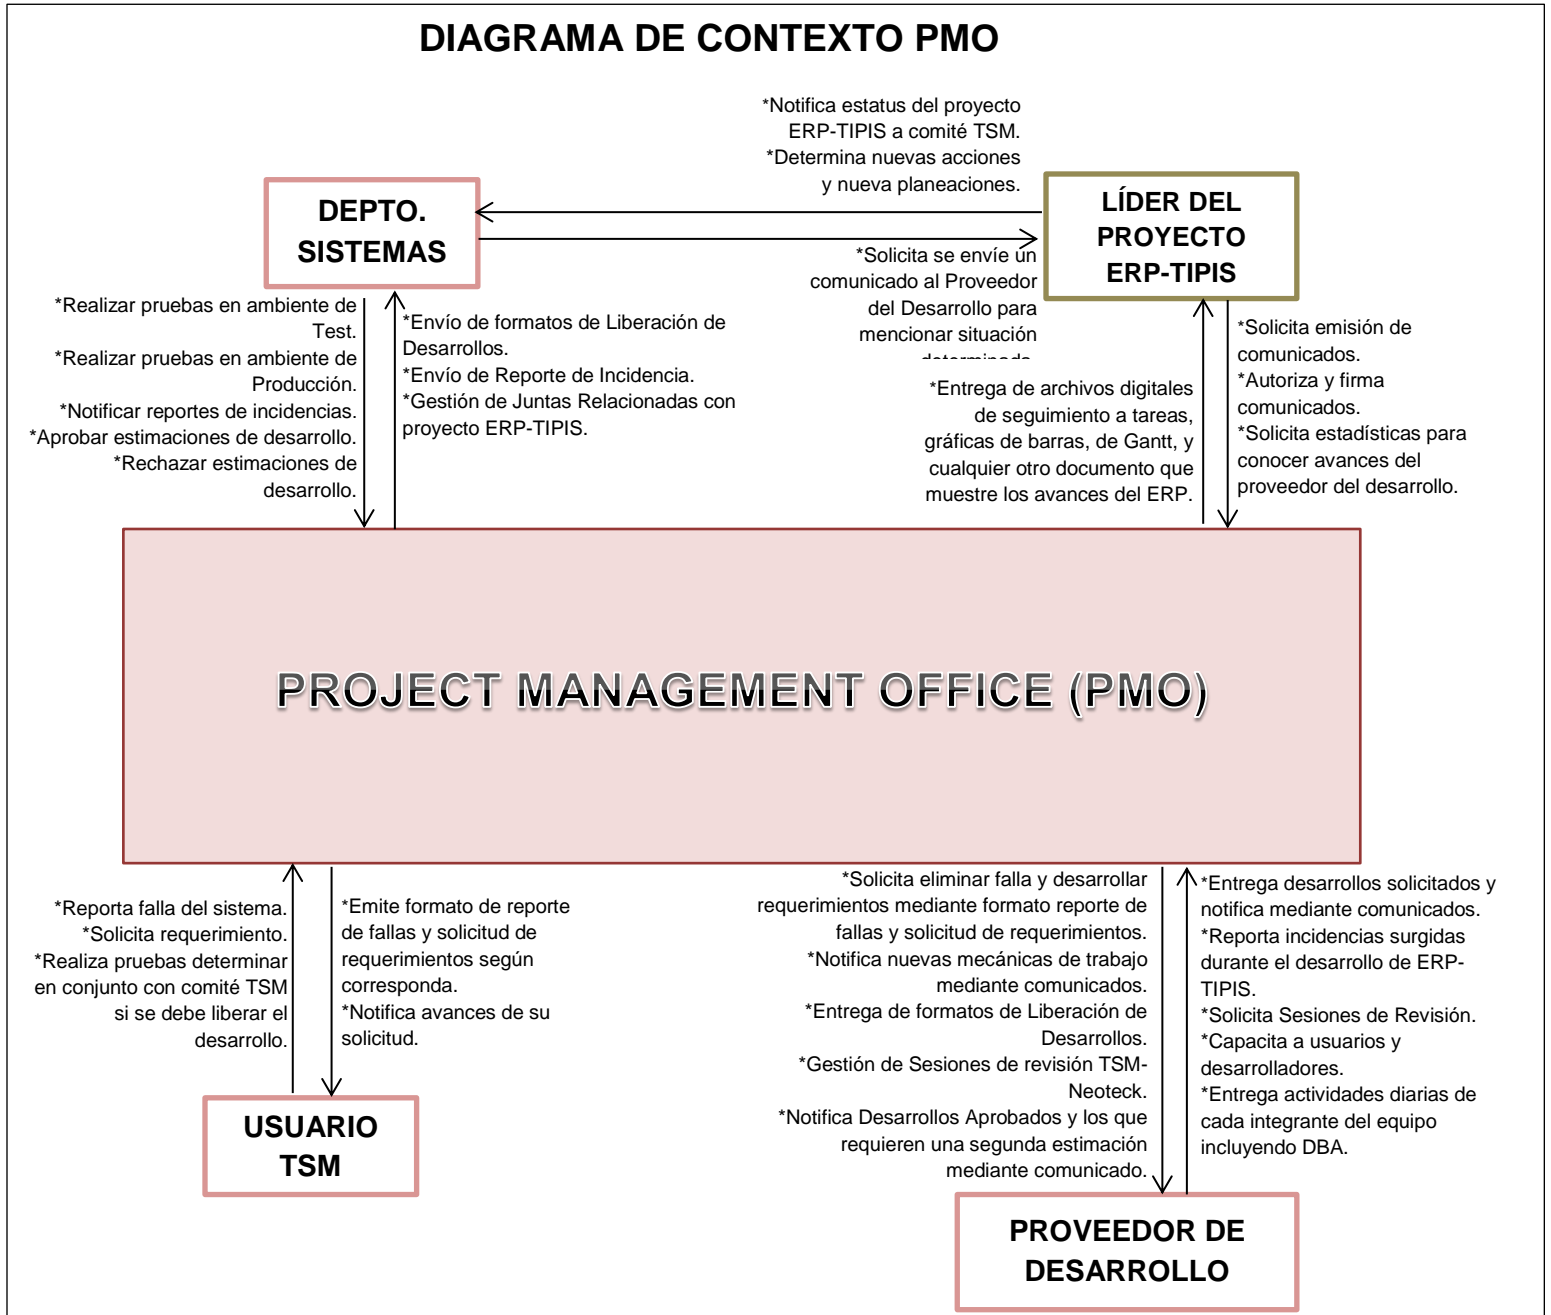 DIAGRAMA DE CONTEXTO PMO
*Notifica estatus del proyecto
ERP-TIPIS a comité TSM.
*Determina nuevas acciones
y nueva planeaciones.
DEPTO.
SISTEMAS
LÍDER DEL
PROYECTO
ERP-TIPIS
*Solicita se envíe un
comunicado al Proveedor
del Desarrollo para
mencionar situación
determinada.
*Realizar pruebas en ambiente de
Test.
*Realizar pruebas en ambiente de
Producción.
*Notificar reportes de incidencias.
*Aprobar estimaciones de desarrollo.
*Rechazar estimaciones de
desarrollo.
*Envío de formatos de Liberación de
Desarrollos.
*Envío de Reporte de Incidencia.
*Gestión de Juntas Relacionadas con
proyecto ERP-TIPIS.
*Entrega de archivos digitales
de seguimiento a tareas,
gráficas de barras, de Gantt, y
cualquier otro documento que
muestre los avances del ERP.
*Solicita emisión de
comunicados.
*Autoriza y firma
comunicados.
*Solicita estadísticas para
conocer avances del
proveedor del desarrollo.
PROJECT MANAGEMENT OFFICE (PMO)
*Reporta falla del sistema.
*Solicita requerimiento.
*Realiza pruebas determinar
en conjunto con comité TSM
si se debe liberar el
desarrollo.
*Emite formato de reporte
de fallas y solicitud de
requerimientos según
corresponda.
*Notifica avances de su
solicitud.
*Solicita eliminar falla y desarrollar
requerimientos mediante formato reporte de
fallas y solicitud de requerimientos.
*Notifica nuevas mecánicas de trabajo
mediante comunicados.
*Entrega de formatos de Liberación de
Desarrollos.
*Gestión de Sesiones de revisión TSM-
Neoteck.
*Notifica Desarrollos Aprobados y los que
requieren una segunda estimación
mediante comunicado.
*Entrega desarrollos solicitados y
notifica mediante comunicados.
*Reporta incidencias surgidas
durante el desarrollo de ERP-
TIPIS.
*Solicita Sesiones de Revisión.
*Capacita a usuarios y
desarrolladores.
*Entrega actividades diarias de
cada integrante del equipo
incluyendo DBA.
USUARIO
TSM
PROVEEDOR DE
DESARROLLO